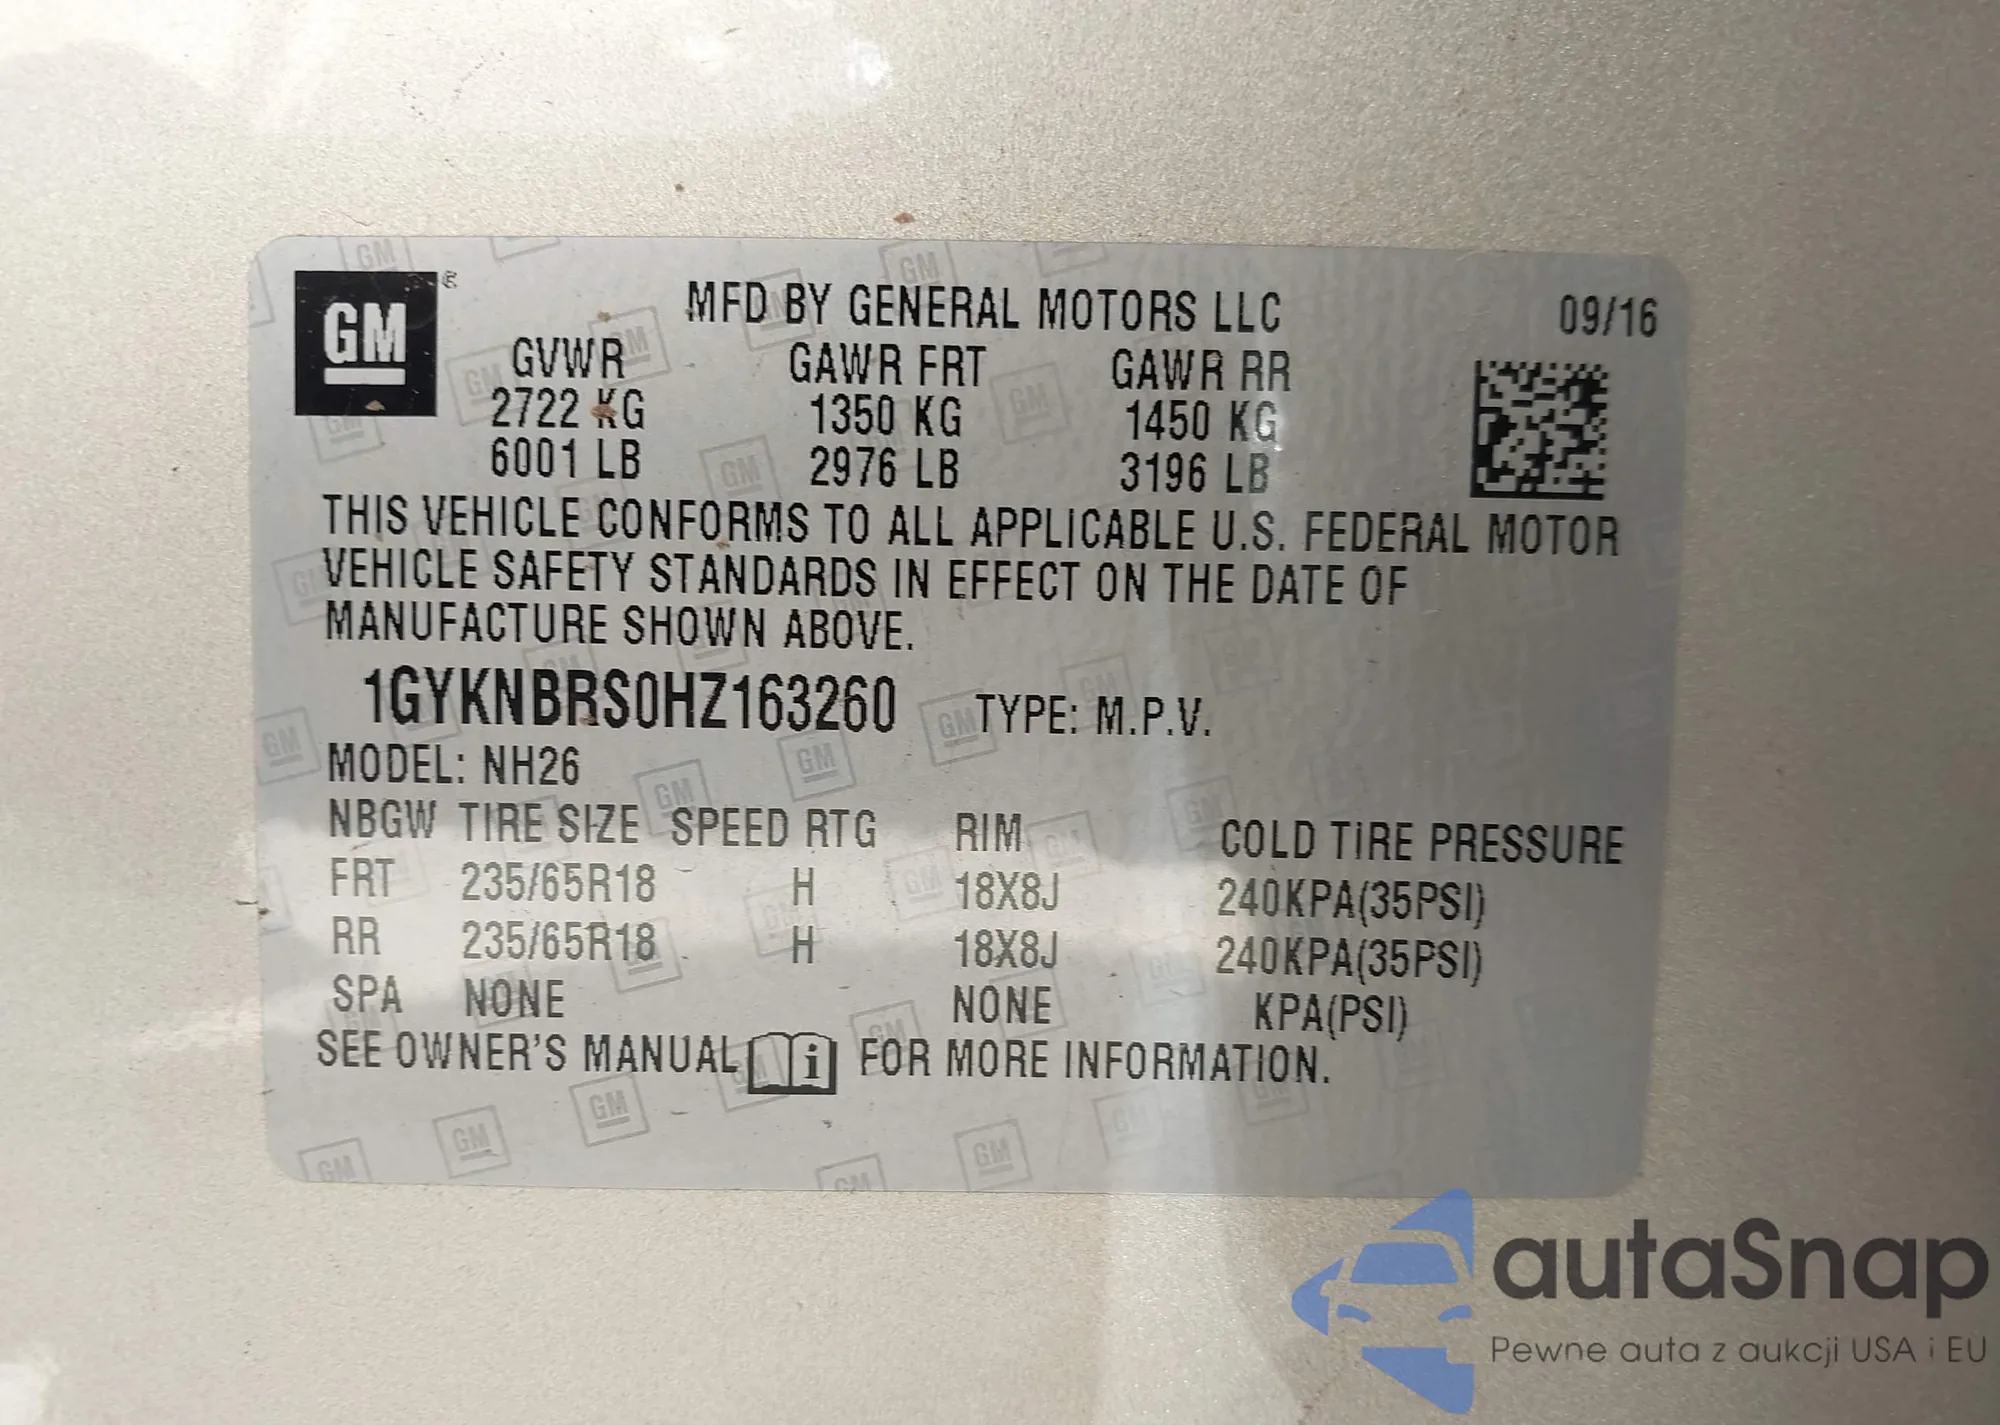 GM ®
MFD BY GENERAL MOTORS LLC 09/16
GVWR GAWR FRT GAWR RR
2722 KG 1350 KG 1450 KG
6001 LB 2976 LB 3196 LB
THIS VEHICLE CONFORMS TO ALL APPLICABLE U.S. FEDERAL MOTOR
VEHICLE SAFETY STANDARDS IN EFFECT ON THE DATE OF
MANUFACTURE SHOWN ABOVE.
1GYKNBRS0HZ163260 TYPE: M.P.V.
MODEL: NH26
NBGW TIRE SIZE SPEED RTG RIM COLD TIRE PRESSURE
FRT 235/65R18 H 18X8J 240KPA(35PSI)
RR 235/65R18 H 18X8J 240KPA(35PSI)
SPA NONE NONE KPA(PSI)
SEE OWNER'S MANUAL i FOR MORE INFORMATION.
autaSnap
Pewne auta z aukcji USA i EU